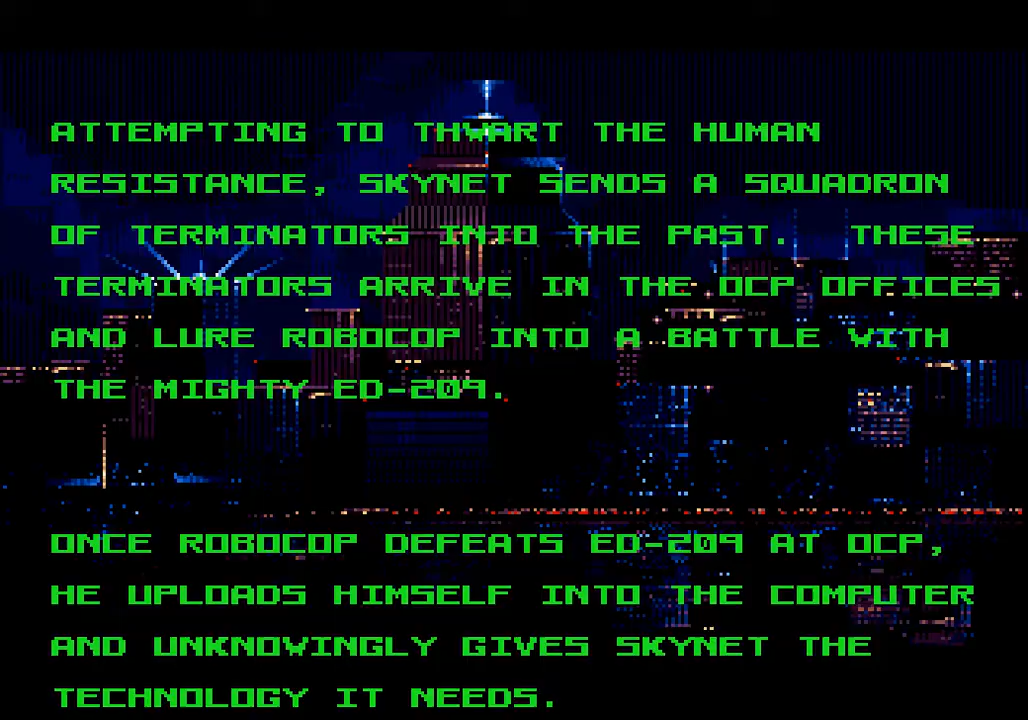 ATTEMPTING TO THWART THE HUMAN
RESISTANCE, SKYNET SENDS A SQUADRON
OF TERMINATORS INTO THE PAST. THESE
TERMINATORS ARRIVE IN THE OCP OFFICES
AND LURE ROBOCOP INTO A BATTLE WITH
THE MIGHTY ED-209.
ONCE ROBOCOP DEFEATS ED-209 AT OCP,
HE UPLOADS HIMSELF INTO THE COMPUTER
AND UNKNOWINGLY GIVES SKYNET THE
TECHNOLOGY IT NEEDS.